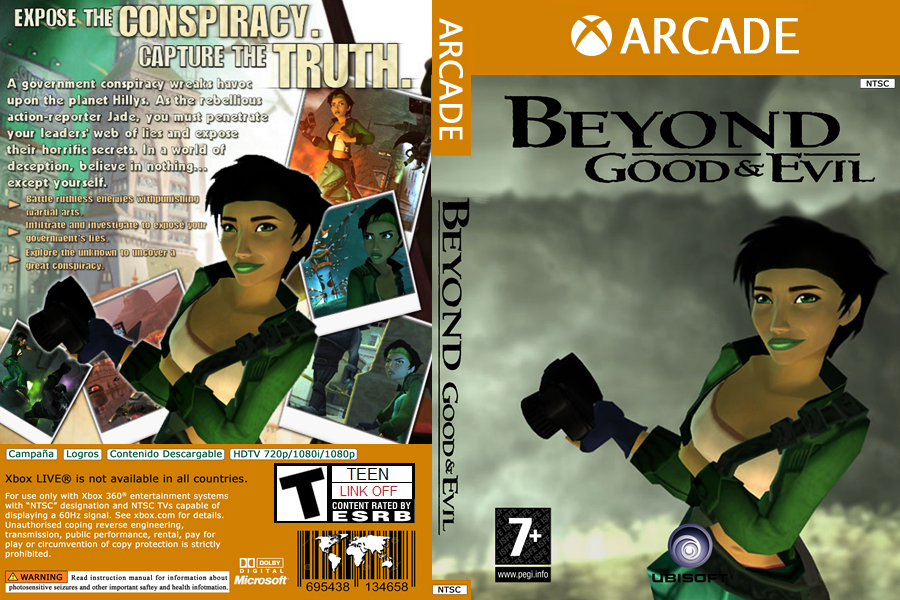 EXPOSE THE CONSPIRACY.
CAPTURE THE TRUTH.
A government conspiracy wreaks havoc
upon the planet Hillys. As the rebellious
action-reporter Jade, you must penetrate
your leaders' web of lies and expose
their horrific secrets. In a world of
deception, believe in nothing...
except yourself.
Battle ruthless enemies withpunishing
martial arts.
Infiltrate and investigate to expose your
government's lies.
Explore the unknown to uncover a
great conspiracy.
Campaña Logros Contenido Descargable HDTV 720p/1080i/1080p
Xbox LIVE® is not available in all countries.
For use only with Xbox 360® entertainment systems
with "NTSC" designation and NTSC TVs capable of
displaying a 60Hz signal. See xbox.com for details.
Unauthorised coping reverse engineering,
transmission, public performance, rental, pay for
play or circumvention of copy protection is strictly
prohibited.
WARNING Read instruction manual for information about
photosensitive seizures and other important saftey and health infotmation.
DOLBY
DIGITAL
Microsoft®
T
TEEN
LINK OFF
CONTENT RATED BY
ESRB
695438 134658
ARCADE
BEYOND GOOD & EVIL
NTSC
ARCADE
NTSC
BEYOND
GOOD & EVIL
7+
www.pegi.info
UBISOFT